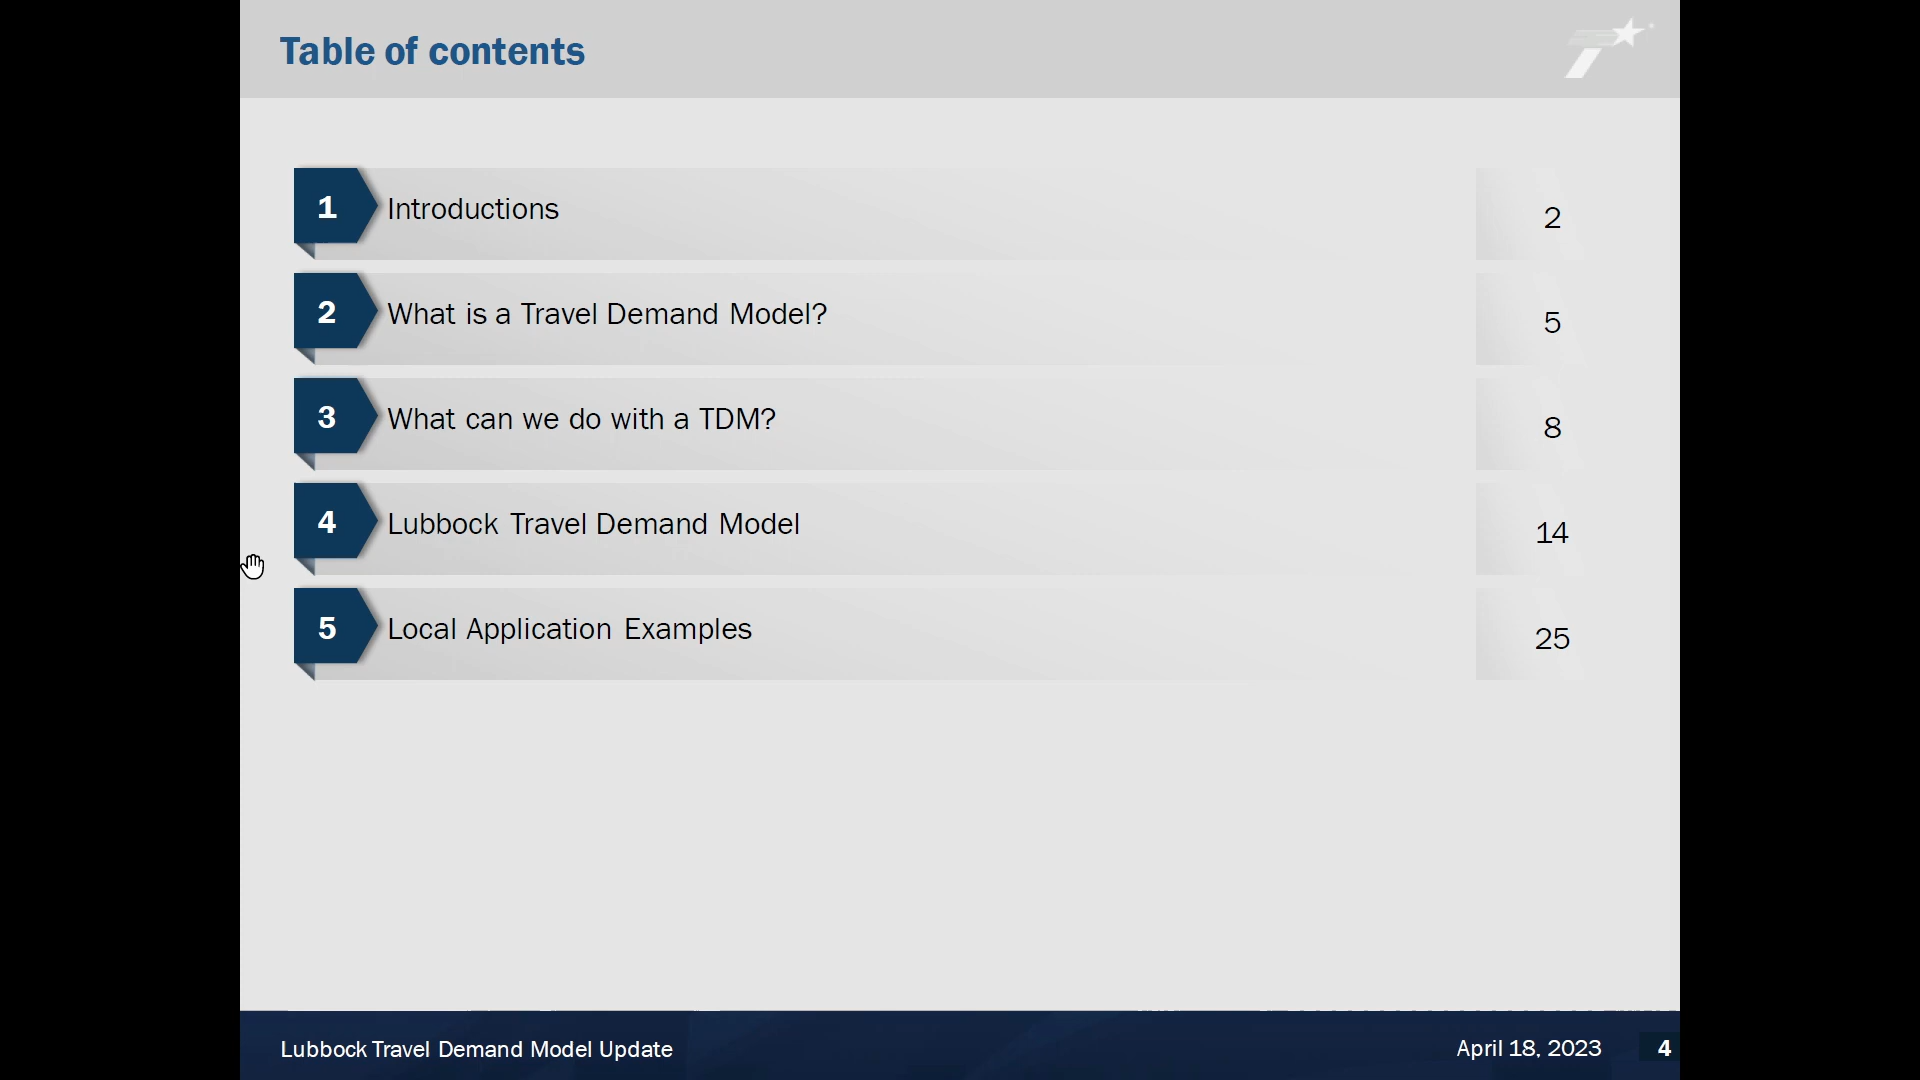 Table of contents
1 Introductions 2
2 What is a Travel Demand Model? 5
3 What can we do with a TDM? 8
4 Lubbock Travel Demand Model 14
5 Local Application Examples 25
Lubbock Travel Demand Model Update April 18, 2023 4